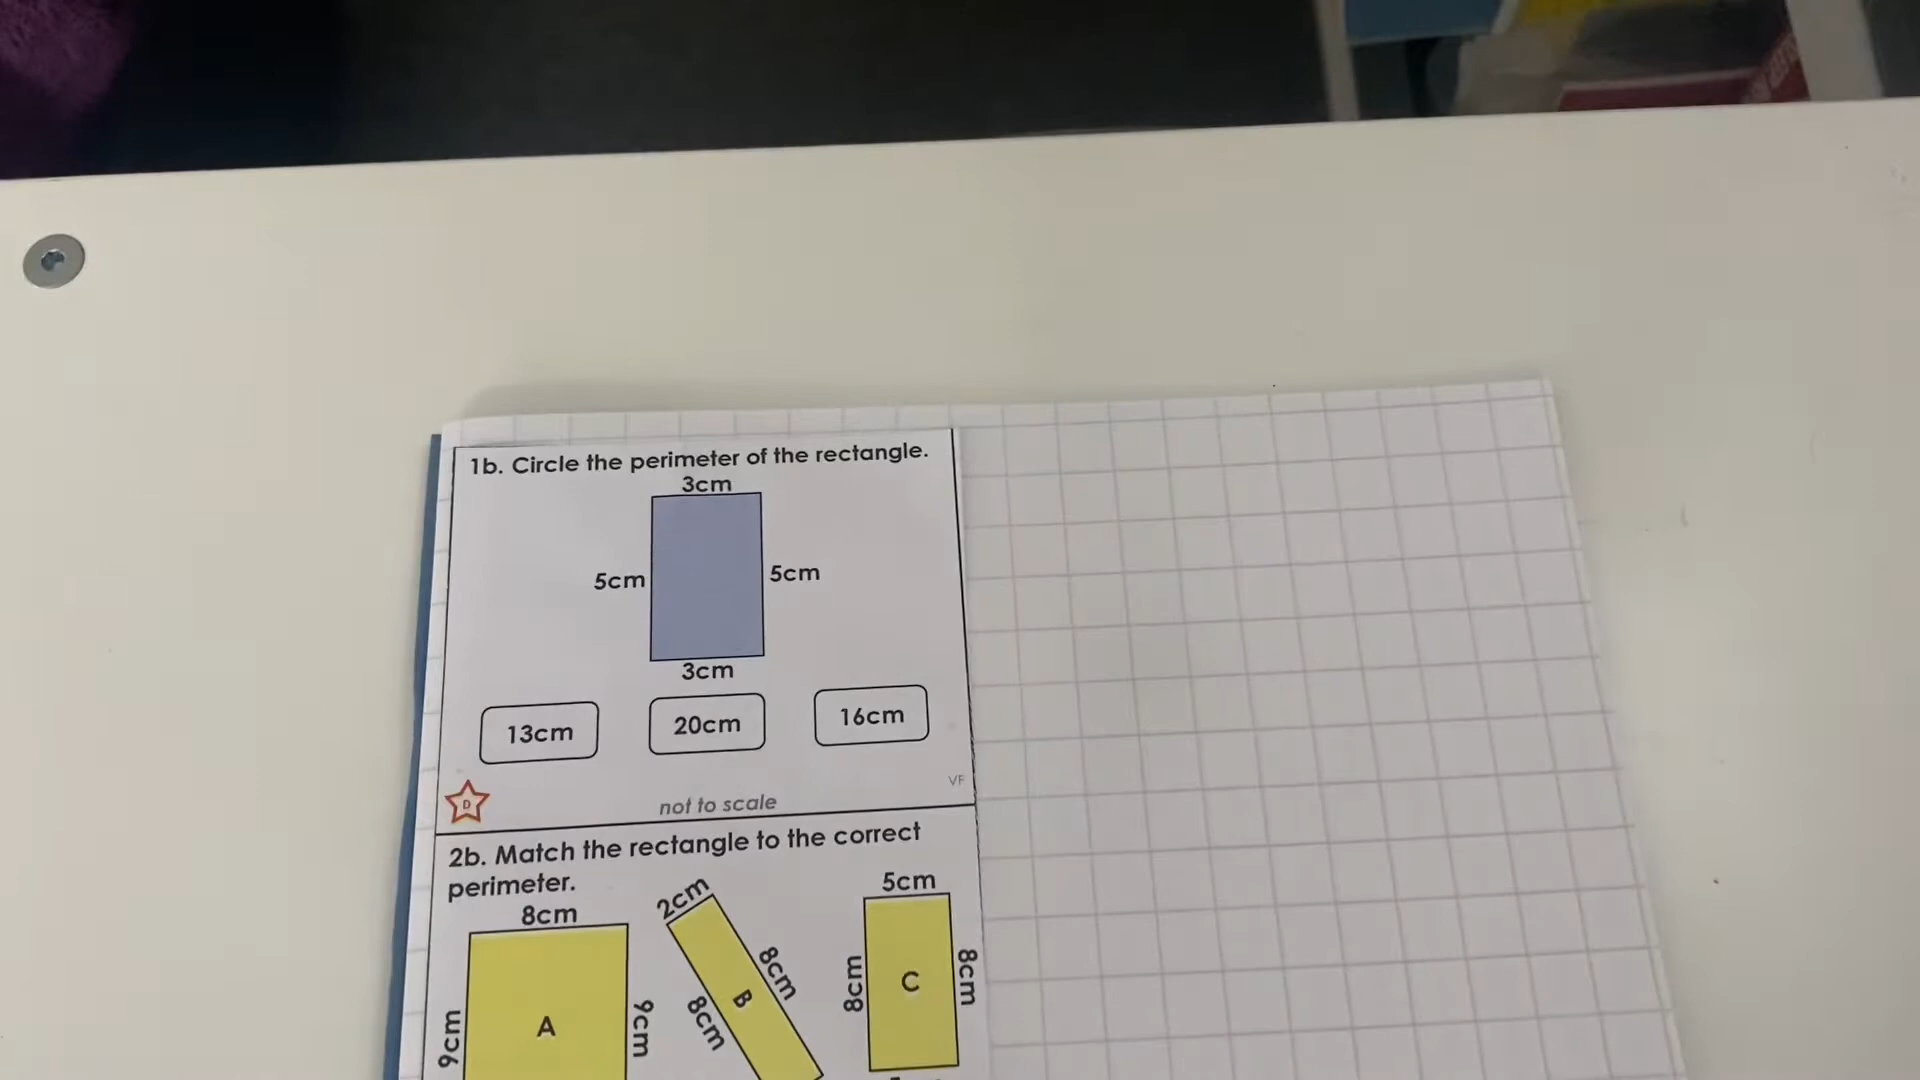 1b. Circle the perimeter of the rectangle.
3cm
5cm
5cm
3cm
13cm
20cm
16cm
D
not to scale
VF
2b. Match the rectangle to the correct
perimeter.
8cm
9cm
A
9cm
2cm
8cm
B
8cm
5cm
8cm
C
8cm